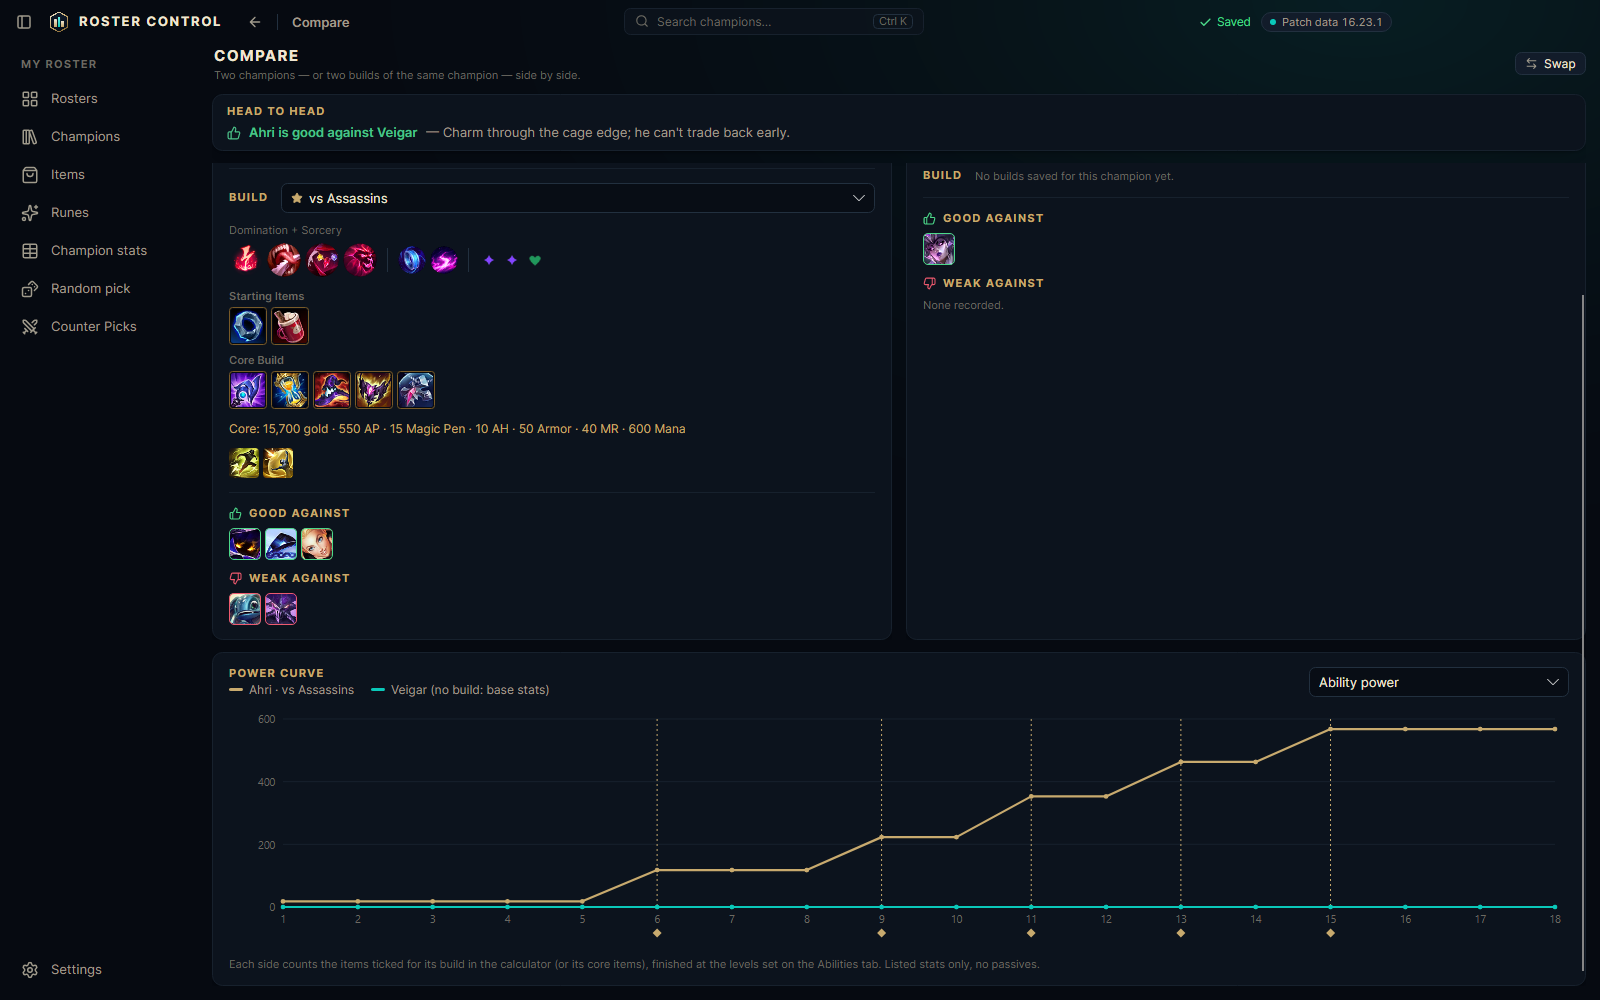 ROSTER CONTROL
Compare
Search champions...
Ctrl K
Saved
Patch data 16.23.1
MY ROSTER
Rosters
Champions
Items
Runes
Champion stats
Random pick
Counter Picks
Settings
COMPARE
Two champions — or two builds of the same champion — side by side.
Swap
HEAD TO HEAD
Ahri is good against Veigar — Charm through the cage edge; he can't trade back early.
BUILD
vs Assassins
Domination + Sorcery
Starting Items
Core Build
Core: 15,700 gold · 550 AP · 15 Magic Pen · 10 AH · 50 Armor · 40 MR · 600 Mana
GOOD AGAINST
WEAK AGAINST
BUILD No builds saved for this champion yet.
GOOD AGAINST
WEAK AGAINST
None recorded.
POWER CURVE
Ahri · vs Assassins
Veigar (no build: base stats)
Ability power
600
400
200
0
1 2 3 4 5 6 7 8 9 10 11 12 13 14 15 16 17 18
Each side counts the items ticked for its build in the calculator (or its core items), finished at the levels set on the Abilities tab. Listed stats only, no passives.